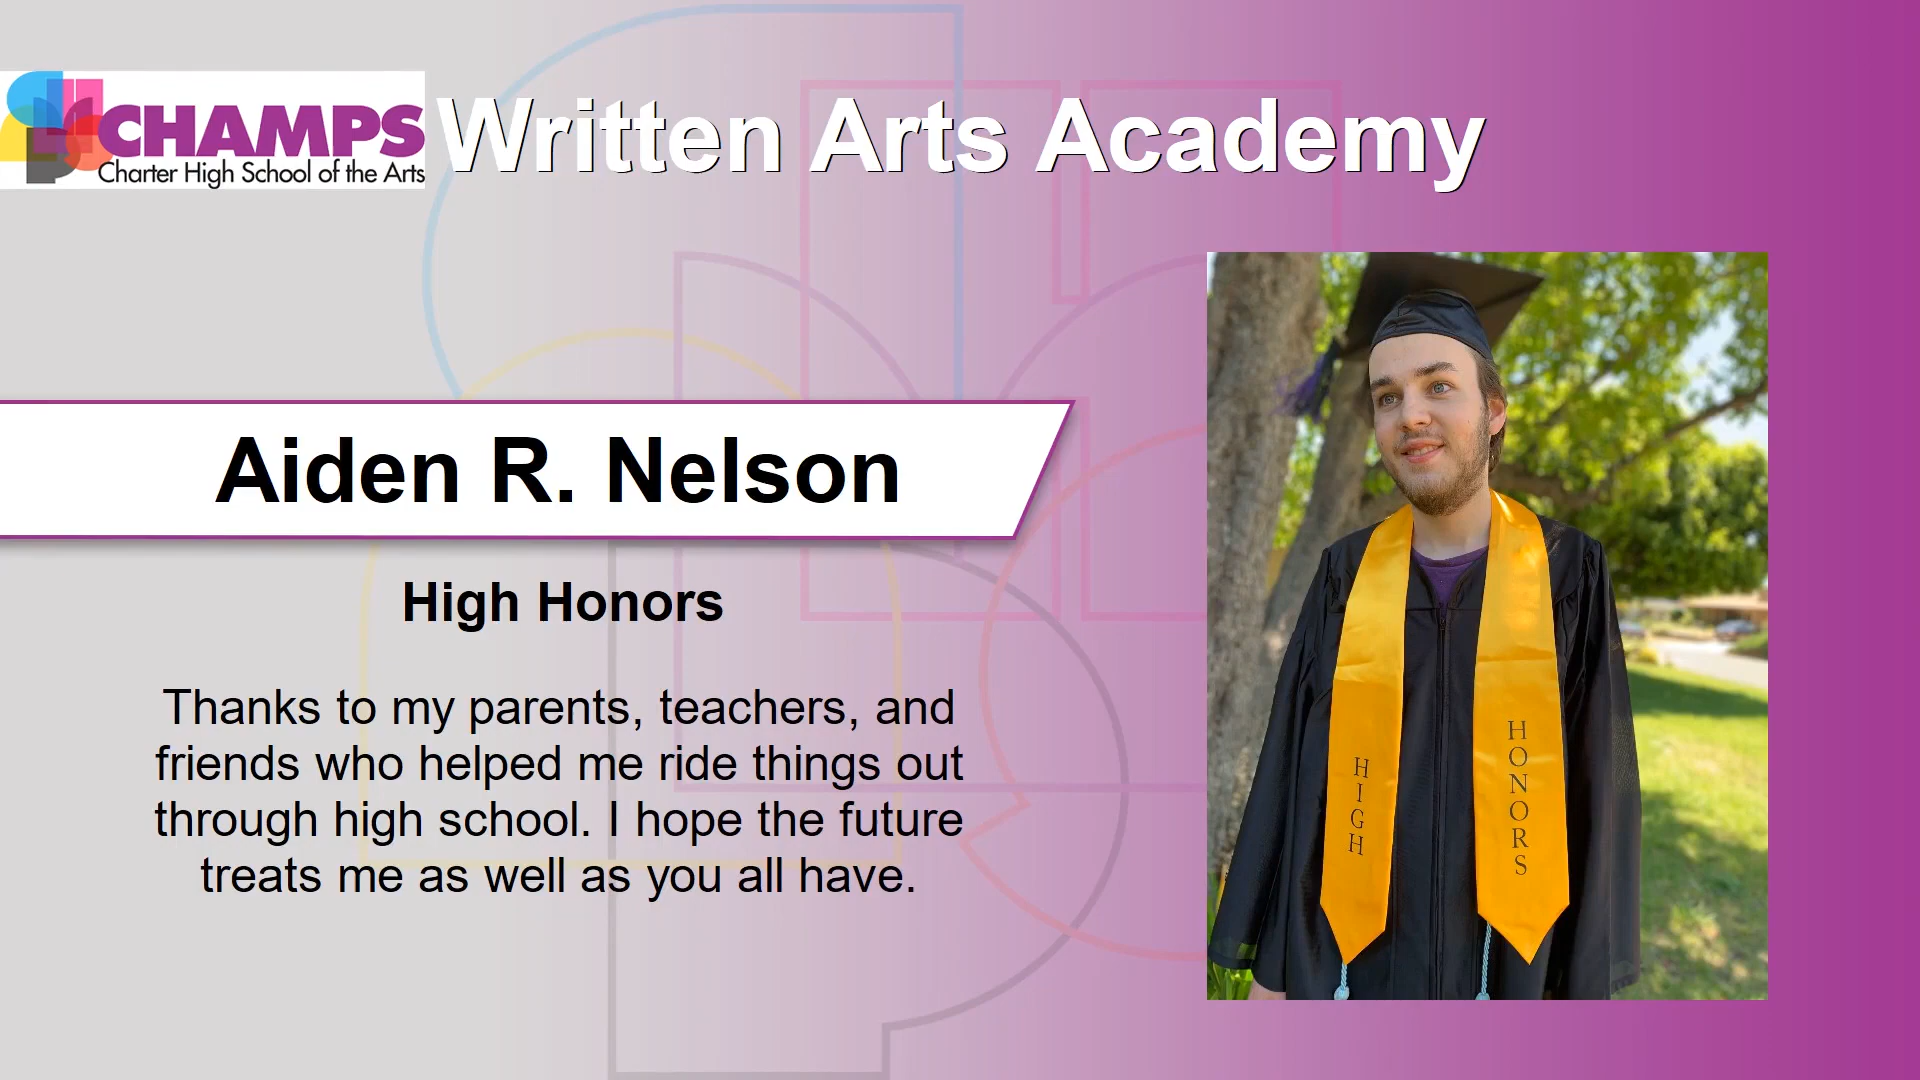 CHAMPS
Charter High School of the Arts
Written Arts Academy
Aiden R. Nelson
High Honors
Thanks to my parents, teachers, and
friends who helped me ride things out
through high school. I hope the future
treats me as well as you all have.
HIGH
HONORS